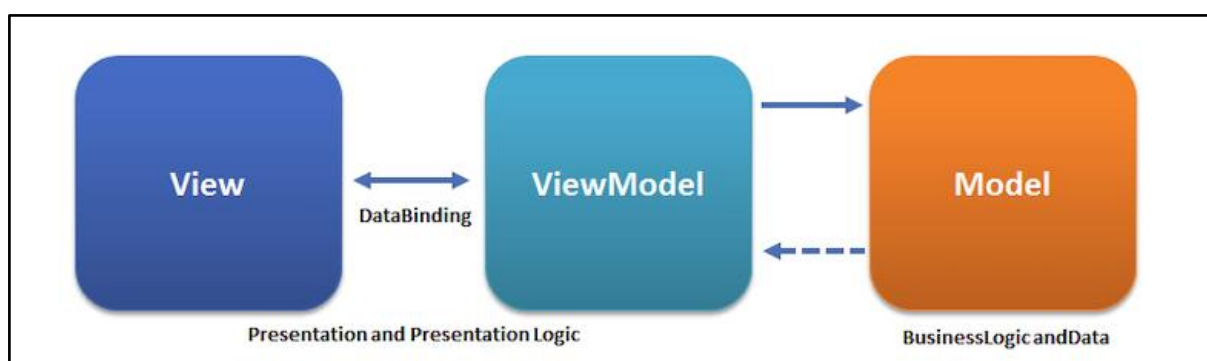 View
ViewModel
Model
DataBinding
Presentation and Presentation Logic
BusinessLogic andData